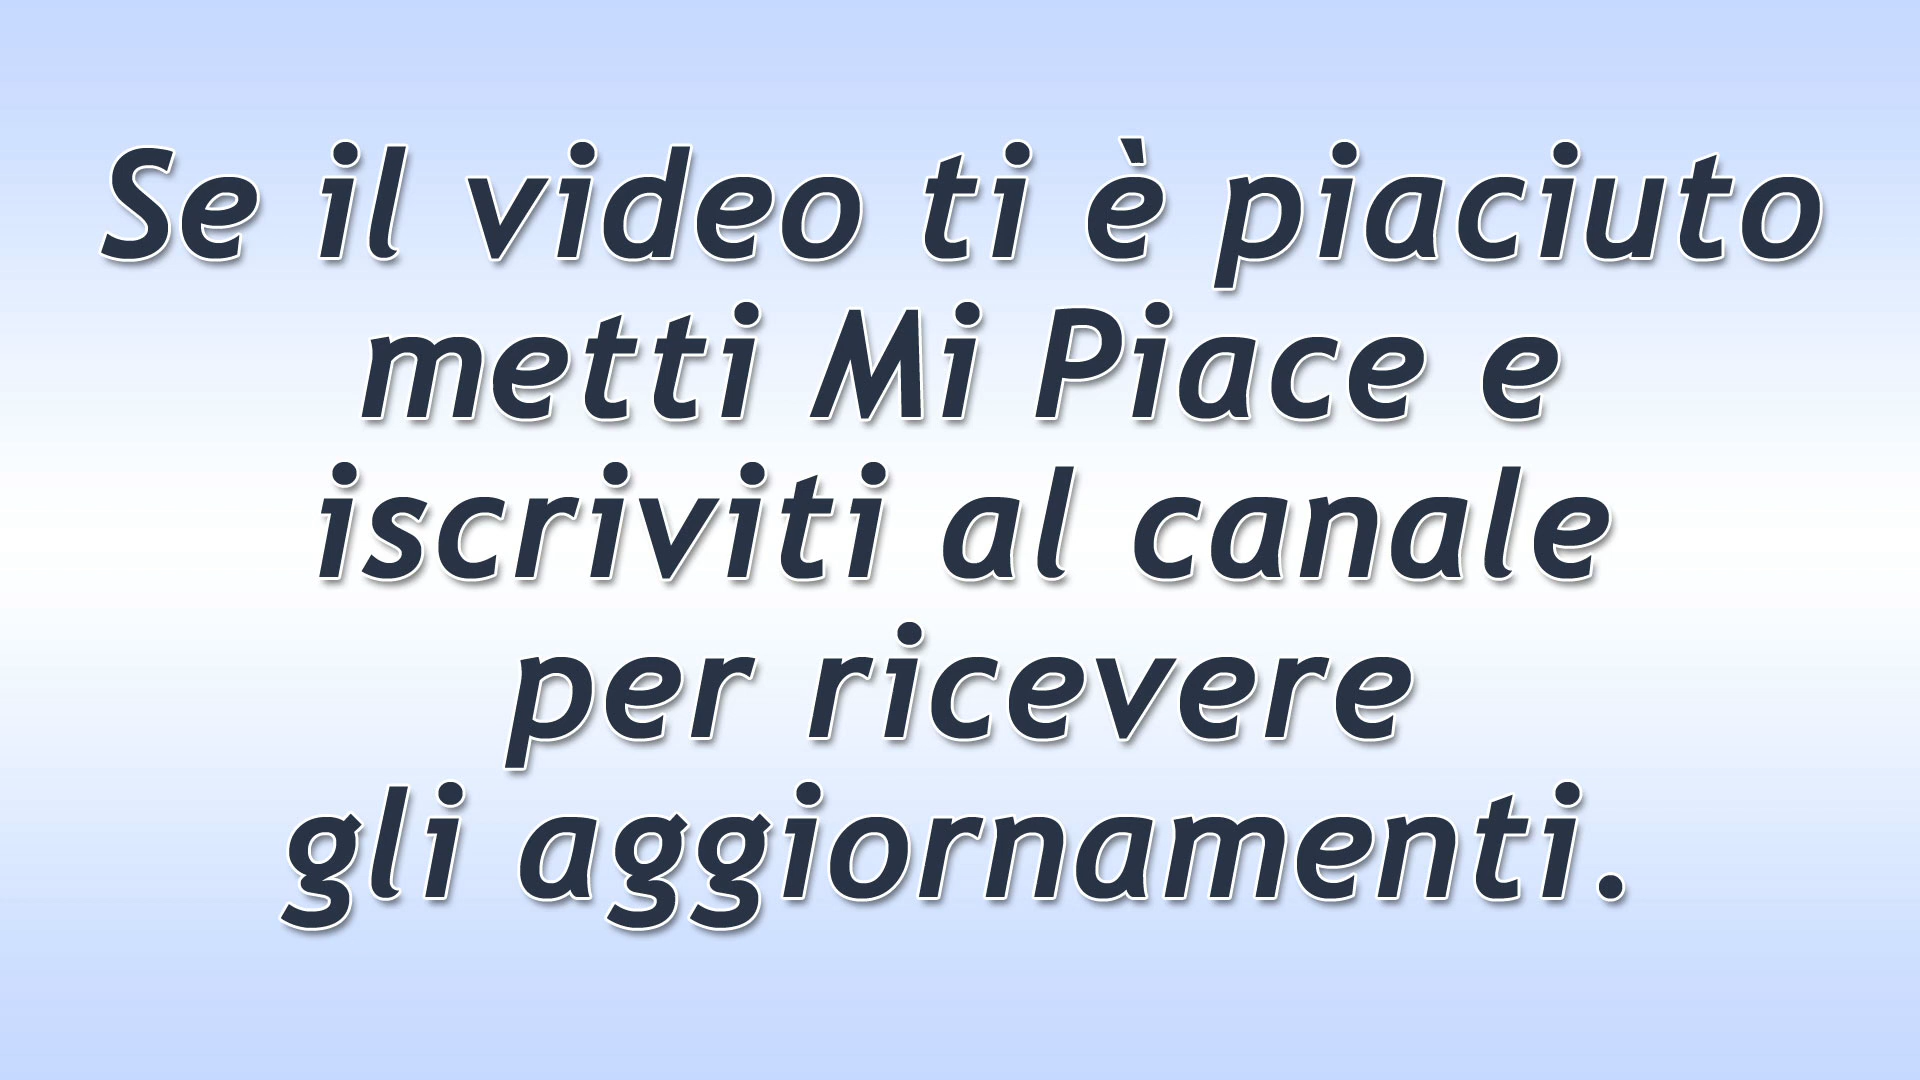 Se il video ti è piaciuto
metti Mi Piace e
iscriviti al canale
per ricevere
gli aggiornamenti.